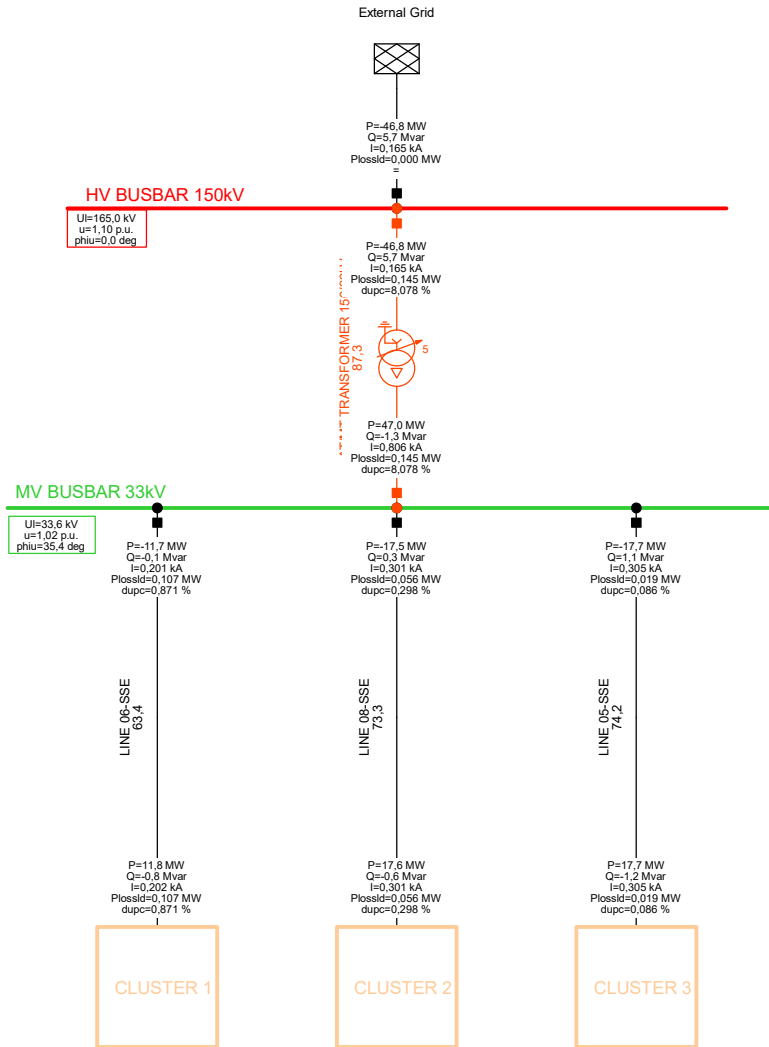 External Grid
P=-46,8 MW
Q=5,7 Mvar
I=0,165 kA
Plossld=0,000 MW
=
HV BUSBAR 150kV
Ul=165,0 kV
u=1,10 p.u.
phiu=0,0 deg
P=-46,8 MW
Q=5,7 Mvar
I=0,165 kA
Plossld=0,145 MW
dupc=8,078 %
TRANSFORMER
87,3
5
P=47,0 MW
Q=-1,3 Mvar
I=0,806 kA
Plossld=0,145 MW
dupc=8,078 %
MV BUSBAR 33kV
Ul=33,6 kV
u=1,02 p.u.
phiu=35,4 deg
P=-11,7 MW
Q=-0,1 Mvar
I=0,201 kA
Plossld=0,107 MW
dupc=0,871 %
P=-17,5 MW
Q=0,3 Mvar
I=0,301 kA
Plossld=0,056 MW
dupc=0,298 %
P=-17,7 MW
Q=1,1 Mvar
I=0,305 kA
Plossld=0,019 MW
dupc=0,086 %
LINE 06-SSE
63,4
LINE 08-SSE
73,3
LINE 05-SSE
74,2
P=11,8 MW
Q=-0,8 Mvar
I=0,202 kA
Plossld=0,107 MW
dupc=0,871 %
P=17,6 MW
Q=-0,6 Mvar
I=0,301 kA
Plossld=0,056 MW
dupc=0,298 %
P=17,7 MW
Q=-1,2 Mvar
I=0,305 kA
Plossld=0,019 MW
dupc=0,086 %
CLUSTER 1
CLUSTER 2
CLUSTER 3